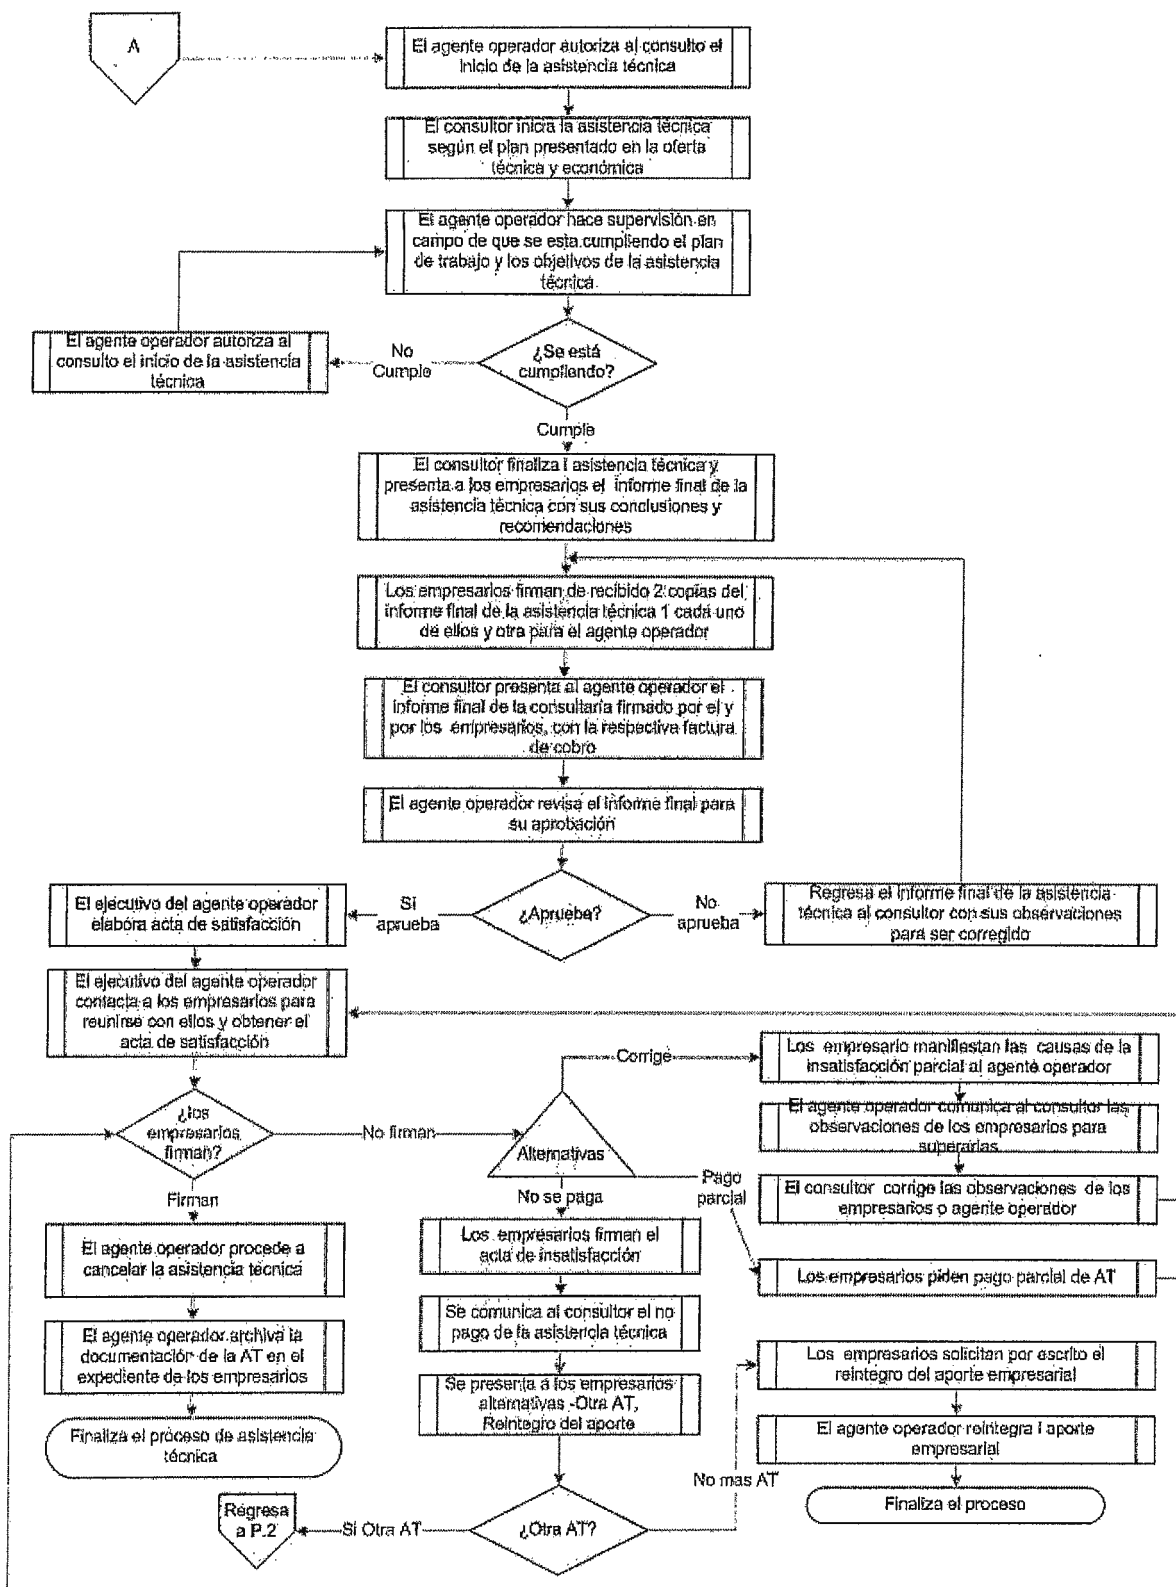 A
El agente operador autoriza al consulto el
inicio de la asistencia técnica
El consultor inicia la asistencia técnica
según el plan presentado en la oferta
técnica y económica
El agente operador hace supervisión en
campo de que se esta cumpliendo el plan
de trabajo y los objetivos de la asistencia
técnica
¿Se está
cumpliendo?
No
Cumple
El agente operador autoriza al
consulto el inicio de la asistencia
técnica
Cumple
El consultor finaliza l asistencia técnica y
presenta a los empresarios el informe final de la
asistencia técnica con sus conclusiones y
recomendaciones
Los empresarios firman de recibido 2 copias del
informe final de la asistencia técnica 1 cada uno
de ellos y otra para el agente operador
El consultor presenta al agente operador el
informe final de la consultaría firmado por el y
por los empresarios, con la respectiva factura
de cobro
El agente operador revisa el informe final para
su aprobación
¿Aprueba?
Sí
aprueba
No
aprueba
Regresa el informe final de la asistencia
técnica al consultor con sus observaciones
para ser corregido
El ejecutivo del agente operador
elabora acta de satisfacción
El ejecutivo del agente operador
contacta a los empresarios para
reunirse con ellos y obtener el
acta de satisfacción
¿los
empresarios
firman?
No firman
Alternativas
Corrige
Los empresario manifiestan las causas de la
insatisfacción parcial al agente operador
El agente operador comunica al consultor las
observaciones de los empresarios para
superarlas
El consultor corrige las observaciones de los
empresarios o agente operador
Pago
parcial
Los empresarios piden pago parcial de AT
No se paga
Los empresarios firman el
acta de insatisfacción
Se comunica al consultor el no
pago de la asistencia técnica
Se presenta a los empresarios
alternativas -Otra AT,
Reintegro del aporte
Firman
El agente operador procede a
cancelar la asistencia técnica
El agente operador archiva la
documentación de la AT en el
expediente de los empresarios
Finaliza el proceso de asistencia
técnica
¿Otra AT?
Si Otra AT
Regresa
a P.2
No mas AT
Los empresarios solicitan por escrito el
reintegro del aporte empresarial
El agente operador reintegra l aporte
empresarial
Finaliza el proceso